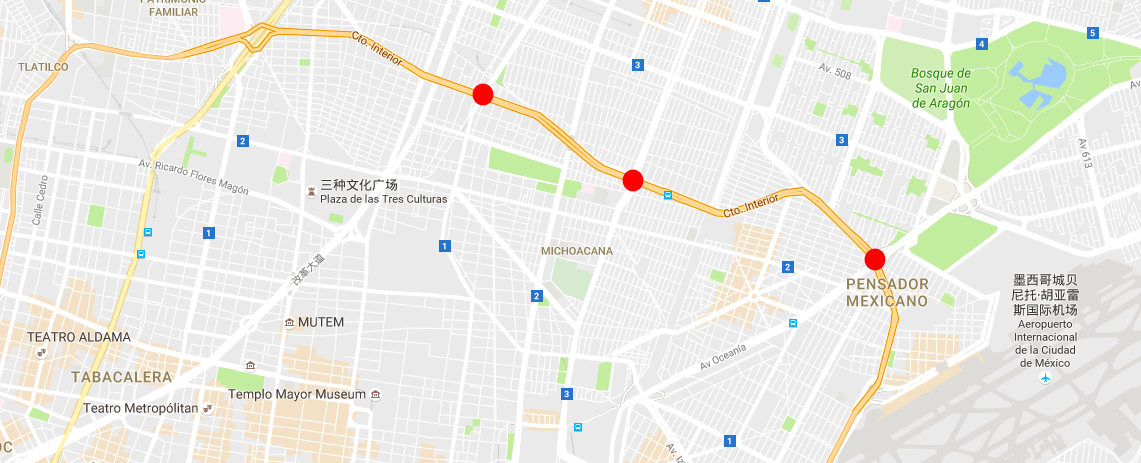 PATRIMONIO
FAMILIAR
TLATILCO
Cto. Interior
3
4
5
Av. 508
Bosque de
San Juan
de Aragón
2
3
Av. 613
Av. Ricardo Flores Magón
三种文化广场
Plaza de las Tres Culturas
Calle Cedro
Cto. Interior
1
1
MICHOACANA
改革大道
2
2
PENSADOR
MEXICANO
墨西哥城贝
尼托·胡亚雷
斯国际机场
Aeropuerto
Internacional
de la Ciudad
de México
MUTEM
TEATRO ALDAMA
Av Oceanía
TABACALERA
Templo Mayor Museum
3
Teatro Metropólitan
1